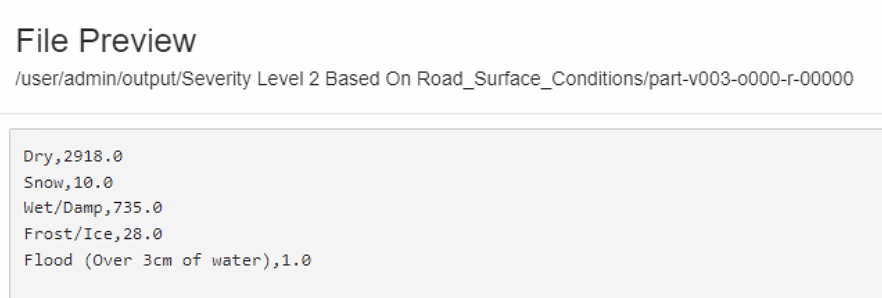 File Preview
/user/admin/output/Severity Level 2 Based On Road_Surface_Conditions/part-v003-o000-r-00000
Dry,2918.0
Snow,10.0
Wet/Damp,735.0
Frost/Ice,28.0
Flood (Over 3cm of water),1.0